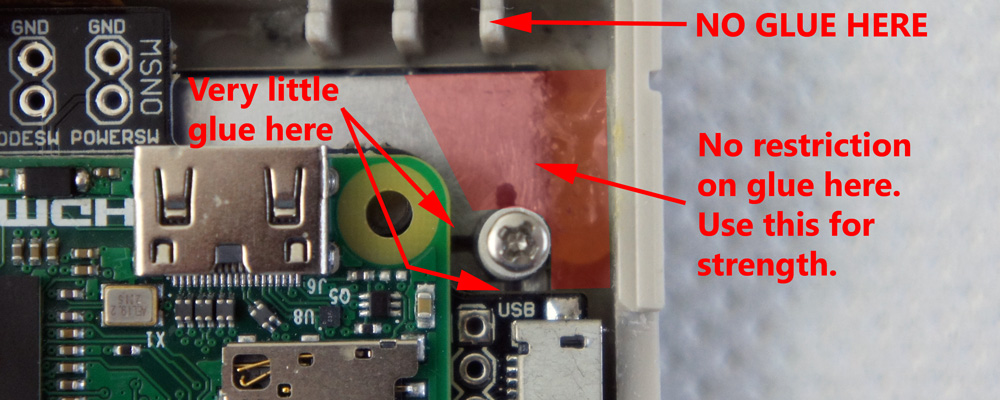 NO GLUE HERE
GND GND
MSNO
ODESW POWERSW
Very little
glue here
No restriction
on glue here.
Use this for
strength.
J6
Q5
U8
X1
USB